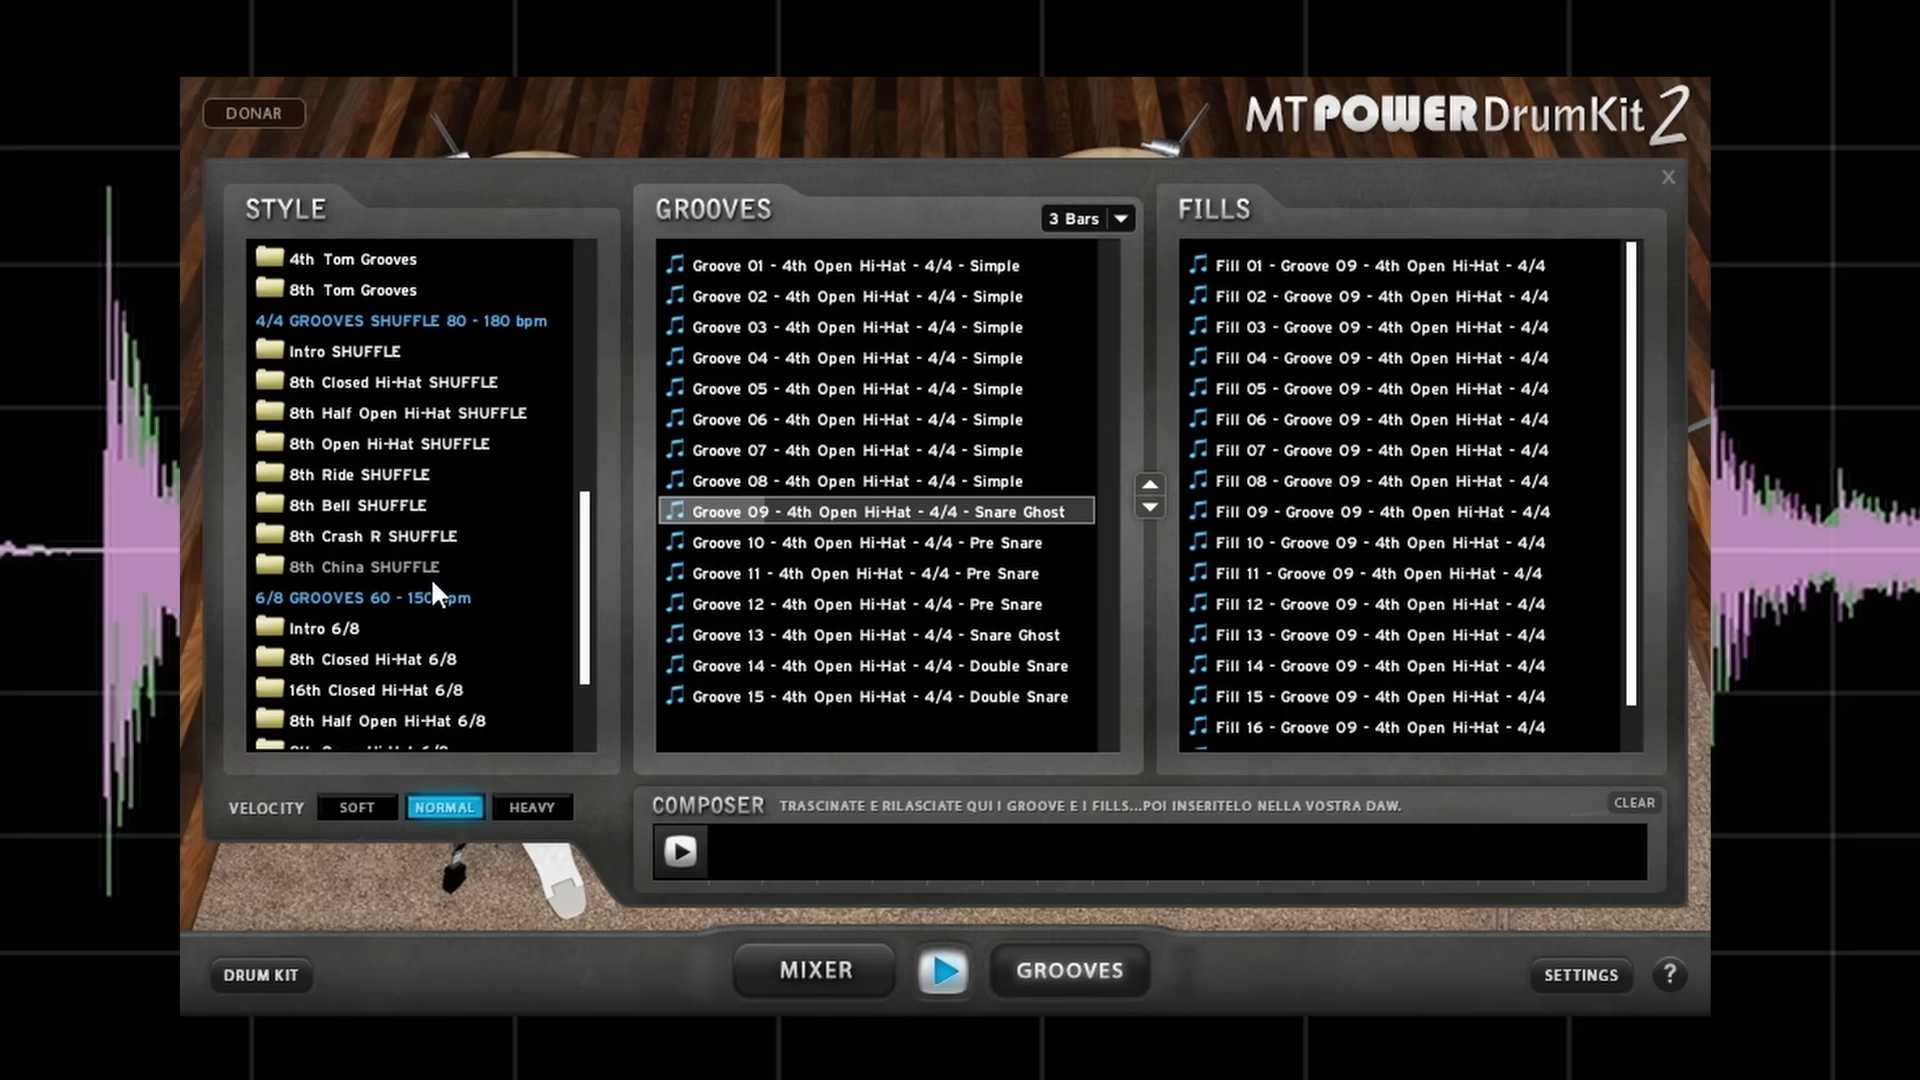 DONAR
MTPOWERDrumKit 2
X
STYLE
4th Tom Grooves
8th Tom Grooves
4/4 GROOVES SHUFFLE 80 - 180 bpm
Intro SHUFFLE
8th Closed Hi-Hat SHUFFLE
8th Half Open Hi-Hat SHUFFLE
8th Open Hi-Hat SHUFFLE
8th Ride SHUFFLE
8th Bell SHUFFLE
8th Crash R SHUFFLE
8th China SHUFFLE
6/8 GROOVES 60 - 150 bpm
Intro 6/8
8th Closed Hi-Hat 6/8
16th Closed Hi-Hat 6/8
8th Half Open Hi-Hat 6/8
GROOVES
3 Bars
Groove 01 - 4th Open Hi-Hat - 4/4 - Simple
Groove 02 - 4th Open Hi-Hat - 4/4 - Simple
Groove 03 - 4th Open Hi-Hat - 4/4 - Simple
Groove 04 - 4th Open Hi-Hat - 4/4 - Simple
Groove 05 - 4th Open Hi-Hat - 4/4 - Simple
Groove 06 - 4th Open Hi-Hat - 4/4 - Simple
Groove 07 - 4th Open Hi-Hat - 4/4 - Simple
Groove 08 - 4th Open Hi-Hat - 4/4 - Simple
Groove 09 - 4th Open Hi-Hat - 4/4 - Snare Ghost
Groove 10 - 4th Open Hi-Hat - 4/4 - Pre Snare
Groove 11 - 4th Open Hi-Hat - 4/4 - Pre Snare
Groove 12 - 4th Open Hi-Hat - 4/4 - Pre Snare
Groove 13 - 4th Open Hi-Hat - 4/4 - Snare Ghost
Groove 14 - 4th Open Hi-Hat - 4/4 - Double Snare
Groove 15 - 4th Open Hi-Hat - 4/4 - Double Snare
FILLS
Fill 01 - Groove 09 - 4th Open Hi-Hat - 4/4
Fill 02 - Groove 09 - 4th Open Hi-Hat - 4/4
Fill 03 - Groove 09 - 4th Open Hi-Hat - 4/4
Fill 04 - Groove 09 - 4th Open Hi-Hat - 4/4
Fill 05 - Groove 09 - 4th Open Hi-Hat - 4/4
Fill 06 - Groove 09 - 4th Open Hi-Hat - 4/4
Fill 07 - Groove 09 - 4th Open Hi-Hat - 4/4
Fill 08 - Groove 09 - 4th Open Hi-Hat - 4/4
Fill 09 - Groove 09 - 4th Open Hi-Hat - 4/4
Fill 10 - Groove 09 - 4th Open Hi-Hat - 4/4
Fill 11 - Groove 09 - 4th Open Hi-Hat - 4/4
Fill 12 - Groove 09 - 4th Open Hi-Hat - 4/4
Fill 13 - Groove 09 - 4th Open Hi-Hat - 4/4
Fill 14 - Groove 09 - 4th Open Hi-Hat - 4/4
Fill 15 - Groove 09 - 4th Open Hi-Hat - 4/4
Fill 16 - Groove 09 - 4th Open Hi-Hat - 4/4
VELOCITY SOFT NORMAL HEAVY
COMPOSER TRASCINATE E RILASCIATE QUI I GROOVE E I FILLS...POI INSERITELO NELLA VOSTRA DAW. CLEAR
DRUM KIT MIXER GROOVES SETTINGS ?